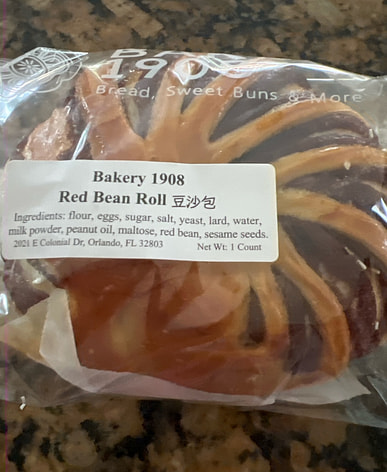 BAKERY
1908
Bread, Sweet Buns & More
Bakery 1908
Red Bean Roll 豆沙包
Ingredients: flour, eggs, sugar, salt, yeast, lard, water,
milk powder, peanut oil, maltose, red bean, sesame seeds.
2021 E Colonial Dr, Orlando, FL 32803 Net Wt: 1 Count